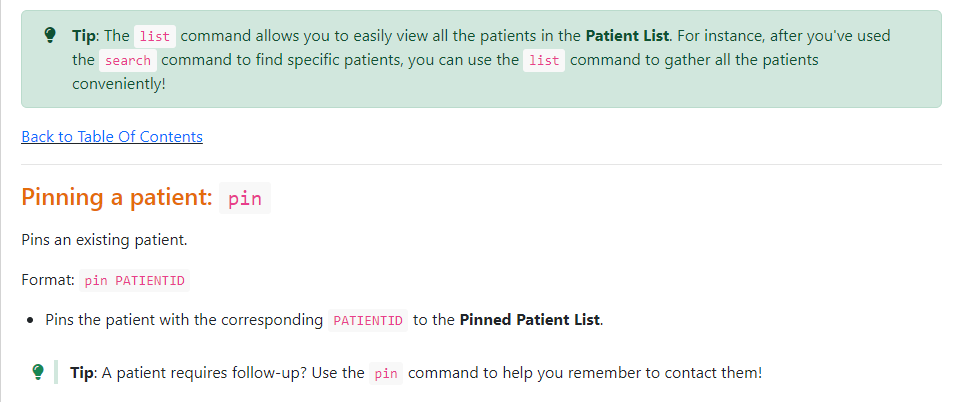 Tip: The list command allows you to easily view all the patients in the Patient List. For instance, after you've used
the search command to find specific patients, you can use the list command to gather all the patients
conveniently!
Back to Table Of Contents
Pinning a patient: pin
Pins an existing patient.
Format: pin PATIENTID
• Pins the patient with the corresponding PATIENTID to the Pinned Patient List.
Tip: A patient requires follow-up? Use the pin command to help you remember to contact them!